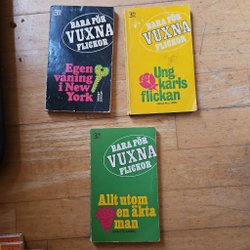 BARA FÖR
VUXNA
FLICKOR
Egen
våning
i New
York
BARA FÖR
VUXNA
FLICKOR
Ung
karls
flickan
BARA FÖR
VUXNA
FLICKOR
Allt utom
en äkta
man